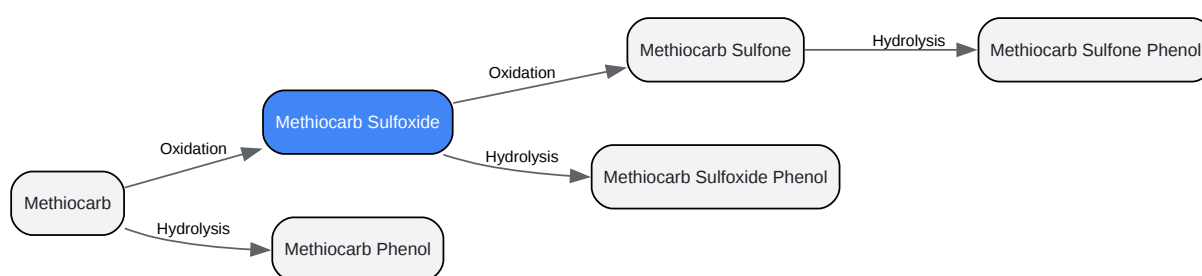 Methiocarb Sulfone
Hydrolysis
Methiocarb Sulfone Phenol
Oxidation
Methiocarb Sulfoxide
Oxidation
Hydrolysis
Methiocarb Sulfoxide Phenol
Methiocarb
Hydrolysis
Methiocarb Phenol